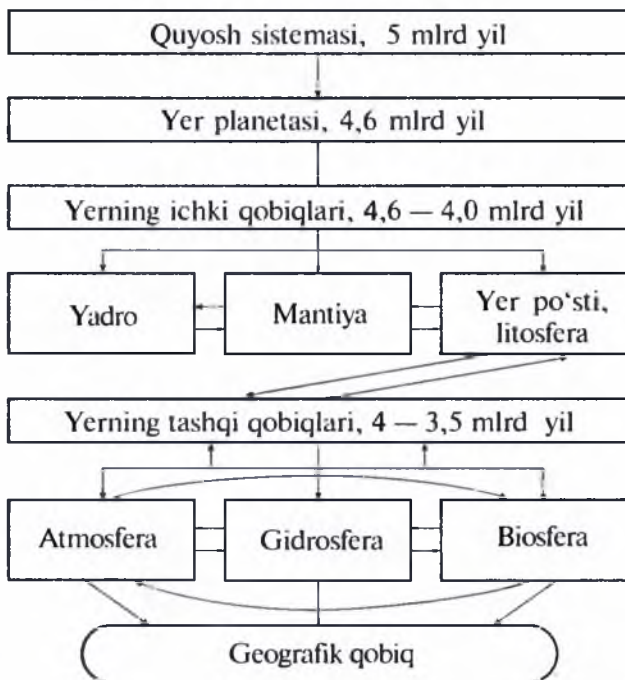 Quyosh sistemasi, 5 mlrd yil
Yer planetasi, 4,6 mlrd yil
Yerning ichki qobiqlari, 4,6 — 4,0 mlrd yil
Yadro
Mantiya
Yer po‘sti,
litosfera
Yerning tashqi qobiqlari, 4 — 3,5 mlrd yil
Atmosfera
Gidrosfera
Biosfera
Geografik qobiq